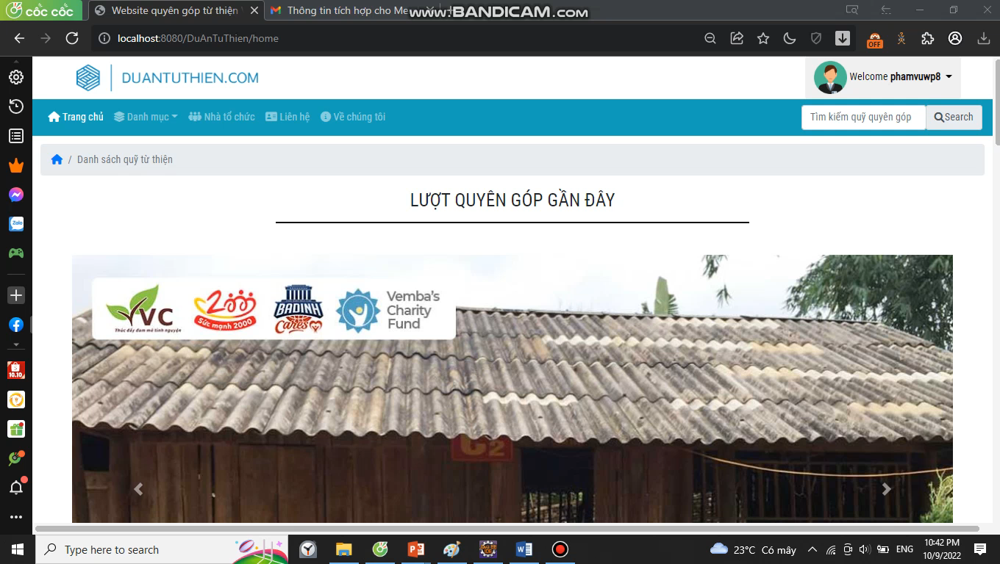 cốc cốc
Website quyên góp từ thiện
Thông tin tích hợp cho Me
www.BANDICAM.com
localhost:8080/DuAnTuThien/home
OFF
DUANTUTHIEN.COM
Welcome phamvuwp8
Trang chủ
Danh mục
Nhà tổ chức
Liên hệ
Về chúng tôi
Tìm kiếm quỹ quyên góp
Search
/ Danh sách quỹ từ thiện
LƯỢT QUYÊN GÓP GẦN ĐÂY
VC
Thúc đẩy đam mê tình nguyện
2000
Sức mạnh 2000
BADINH
Cares
Vemba's
Charity
Fund
C2
Zalo
10.10
Type here to search
23°C Có mây
ENG
10:42 PM
10/9/2022